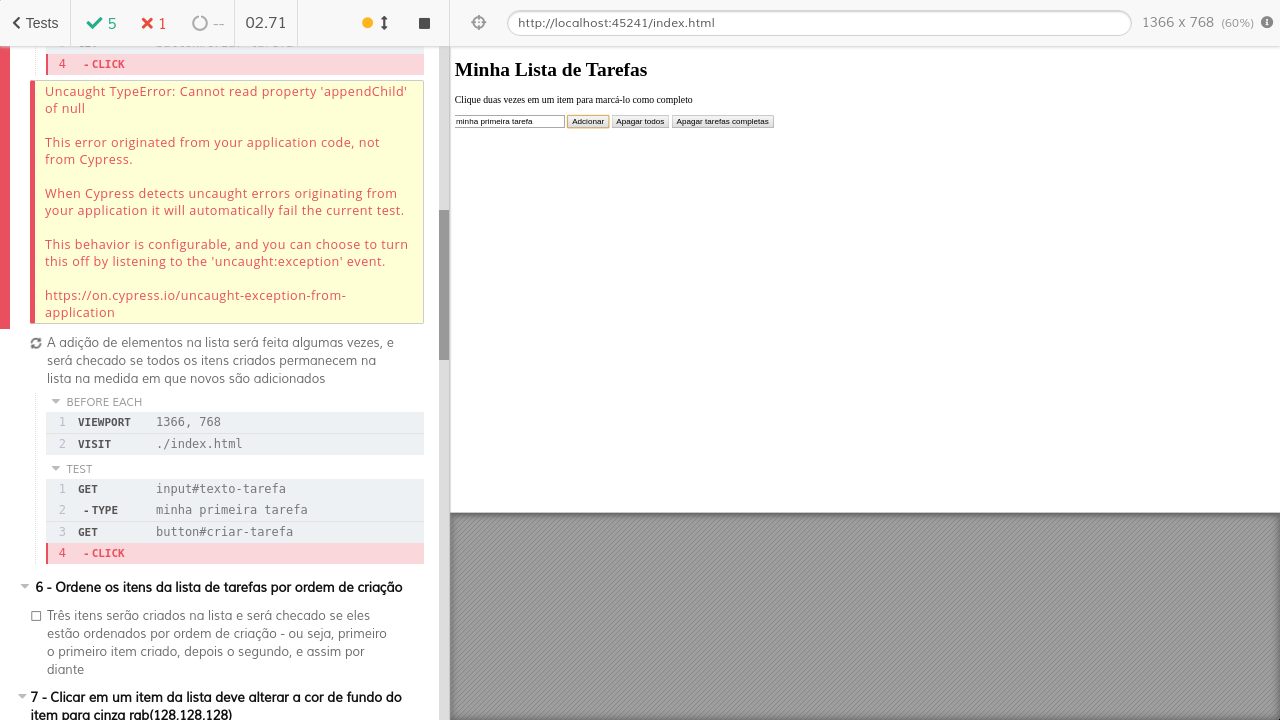 Tests
5
1
--
02.71
http://localhost:45241/index.html
1366 x 768 (60%)
4 - CLICK
Uncaught TypeError: Cannot read property 'appendChild'
of null
This error originated from your application code, not
from Cypress.
When Cypress detects uncaught errors originating from
your application it will automatically fail the current test.
This behavior is configurable, and you can choose to turn
this off by listening to the 'uncaught:exception' event.
https://on.cypress.io/uncaught-exception-from-
application
A adição de elementos na lista será feita algumas vezes, e
será checado se todos os itens criados permecem na
lista na medida em que novos são adicionados
BEFORE EACH
1 VIEWPORT 1366, 768
2 VISIT ./index.html
TEST
1 GET input#texto-tarefa
2 - TYPE minha primeira tarefa
3 GET button#criar-tarefa
4 - CLICK
6 - Ordene os itens da lista de tarefas por ordem de criação
Três itens serão criados na lista e será checado se eles
estão ordenados por ordem de criação - ou seja, primeiro
o primeiro item criado, depois o segundo, e assim por
diante
7 - Clicar em um item da lista deve alterar a cor de fundo do
item para cinza rgb(128,128,128)
Minha Lista de Tarefas
Clique duas vezes em um item para marcá-lo como completo
minha primeira tarefa Adcionar Apagar todos Apagar tarefas completas